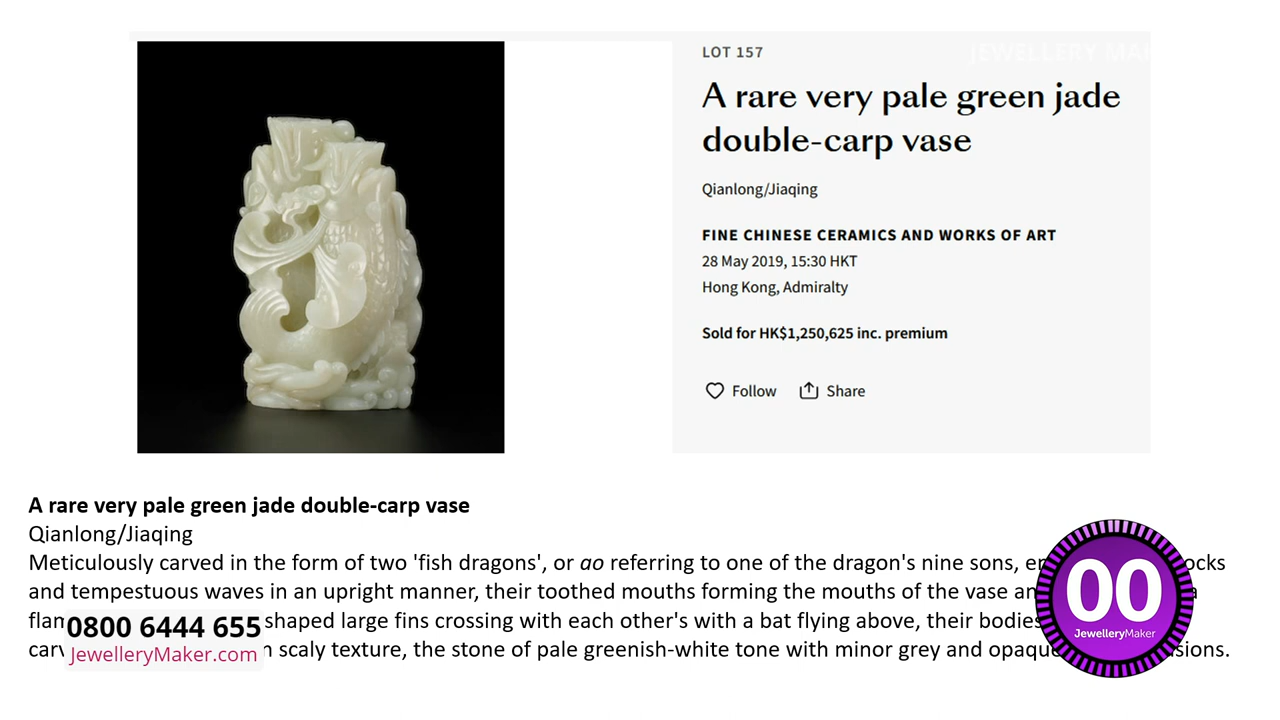 LOT 157
JEWELLERY MA
A rare very pale green jade
double-carp vase
Qianlong/Jiaqing
FINE CHINESE CERAMICS AND WORKS OF ART
28 May 2019, 15:30 HKT
Hong Kong, Admiralty
Sold for HK$1,250,625 inc. premium
Follow Share
A rare very pale green jade double-carp vase
Qianlong/Jiaqing
Meticulously carved in the form of two 'fish dragons', or ao referring to one of the dragon's nine sons,
and tempestuous waves in an upright manner, their toothed mouths forming the mouths of the vase
shaped large fins crossing with each other's with a bat flying above, their bodies
scaly texture, the stone of pale greenish-white tone with minor grey and
0800 6444 655
JewelleryMaker.com
00
JewelleryMaker